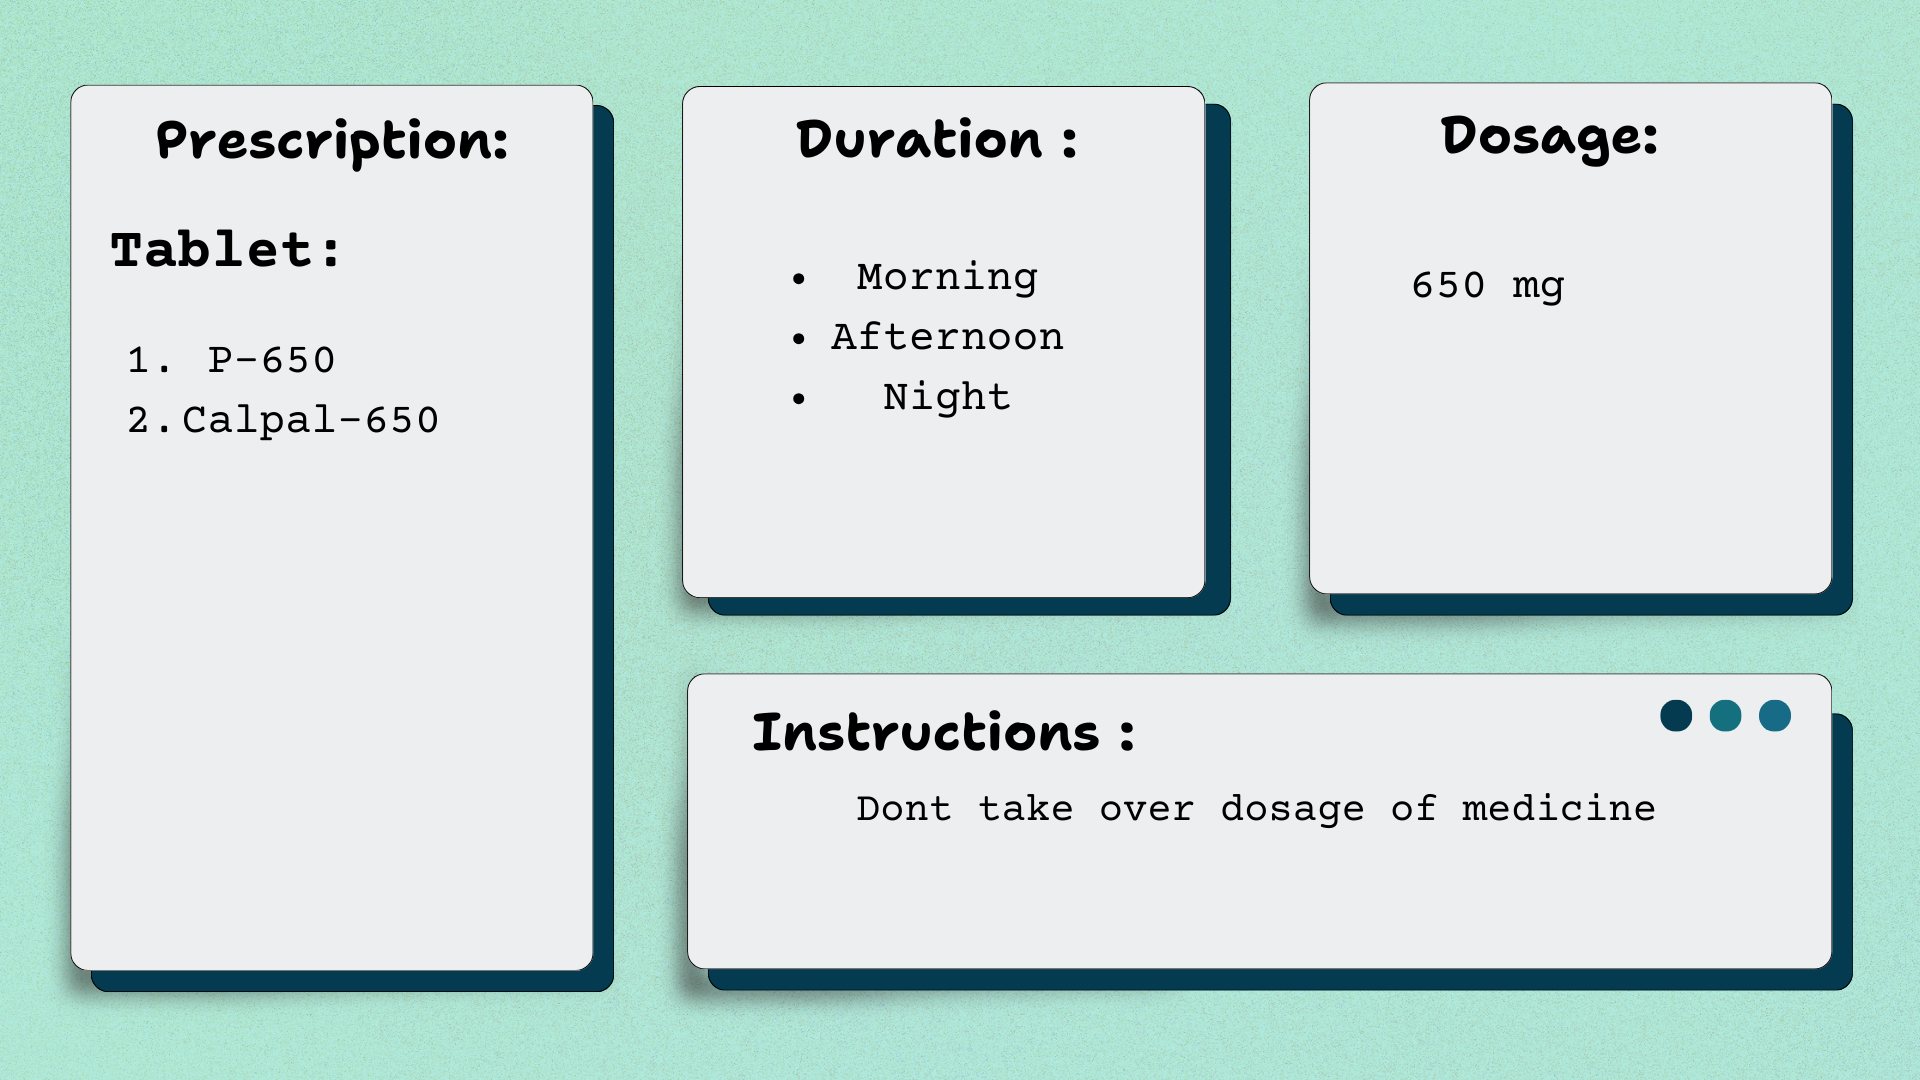 Prescription:
Tablet:
1. P-650
2.Calpal-650
Duration :
• Morning
• Afternoon
• Night
Dosage:
650 mg
Instructions :
Dont take over dosage of medicine